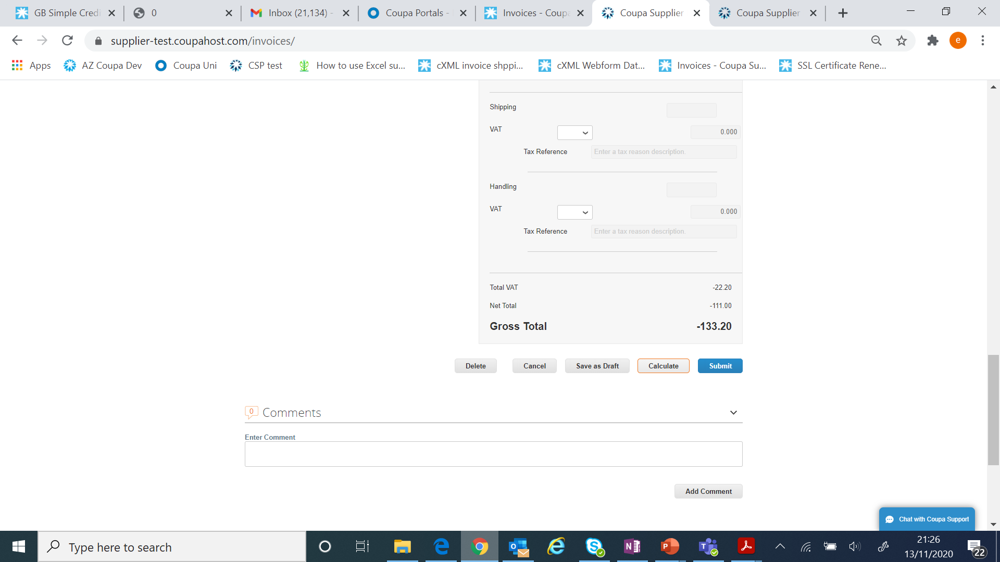 GB Simple Credi
0
Inbox (21,134) -
Coupa Portals -
Invoices - Coupa
Coupa Supplier
Coupa Supplier
supplier-test.coupahost.com/invoices/
e
Apps
AZ Coupa Dev
Coupa Uni
CSP test
How to use Excel su...
cXML invoice shppi...
cXML Webform Dat...
Invoices - Coupa Su...
SSL Certificate Rene...
Shipping
VAT
0.000
Tax Reference
Enter a tax reason description.
Handling
VAT
0.000
Tax Reference
Enter a tax reason description.
Total VAT
-22.20
Net Total
-111.00
Gross Total
-133.20
Delete
Cancel
Save as Draft
Calculate
Submit
0
Comments
Enter Comment
Add Comment
Chat with Coupa Support
Type here to search
21:26
13/11/2020
22